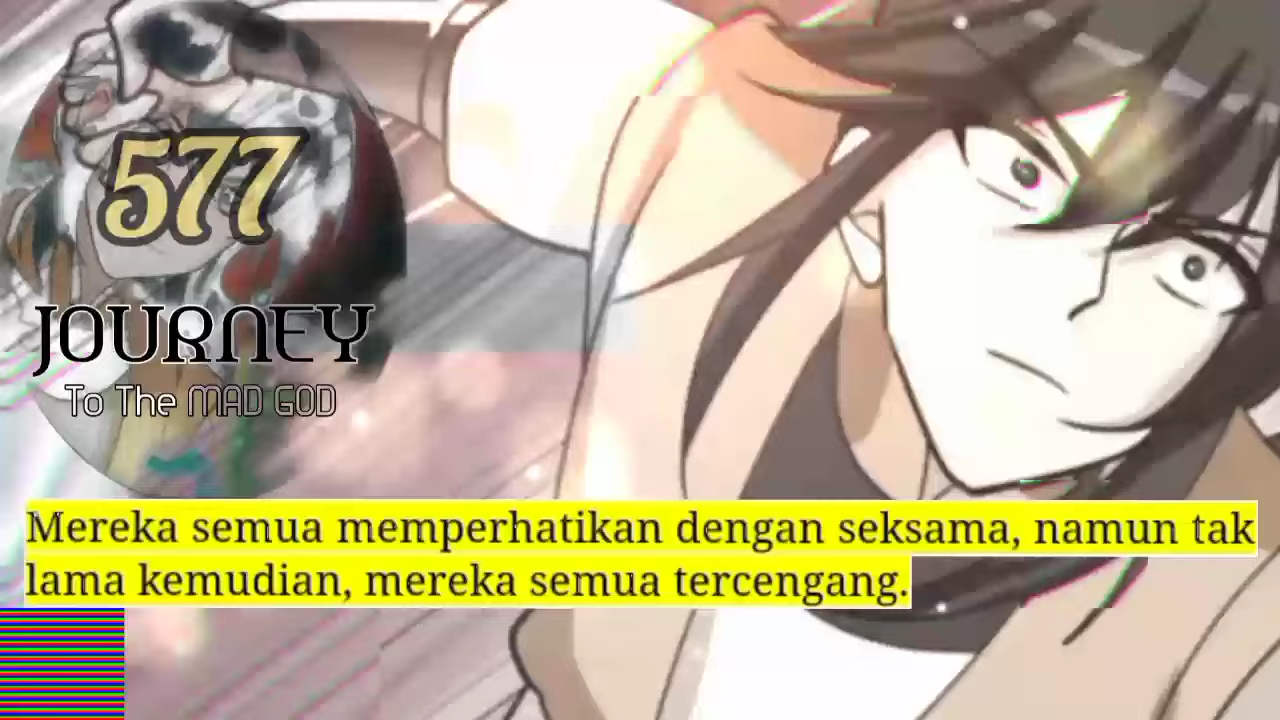 577
JOURNEY
To The MAD GOD
Mereka semua memperhatikan dengan seksama, namun tak
lama kemudian, mereka semua tercengang.